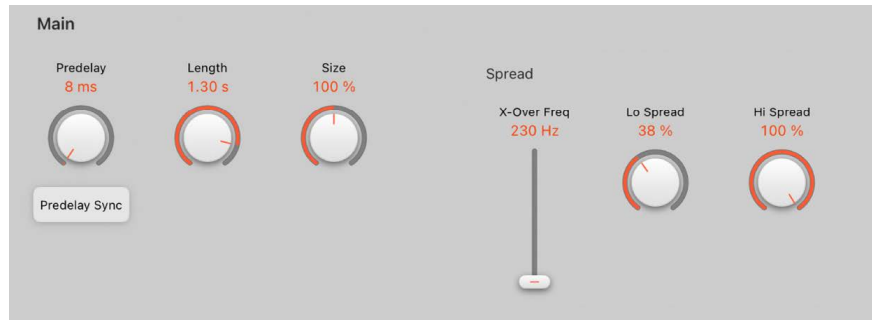 Main
Predelay
8 ms
Length
1.30 s
Size
100 %
Predelay Sync
Spread
X-Over Freq
230 Hz
Lo Spread
38 %
Hi Spread
100 %